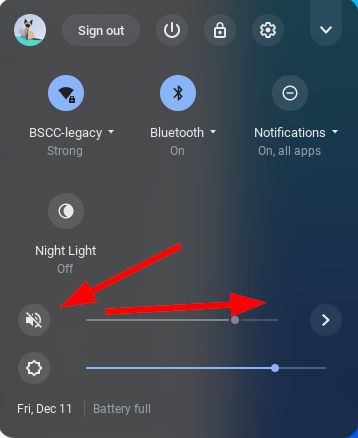 Sign out
BSCC-legacy
Strong
Bluetooth
On
Notifications
On, all apps
Night Light
Off
Fri, Dec 11 Battery full